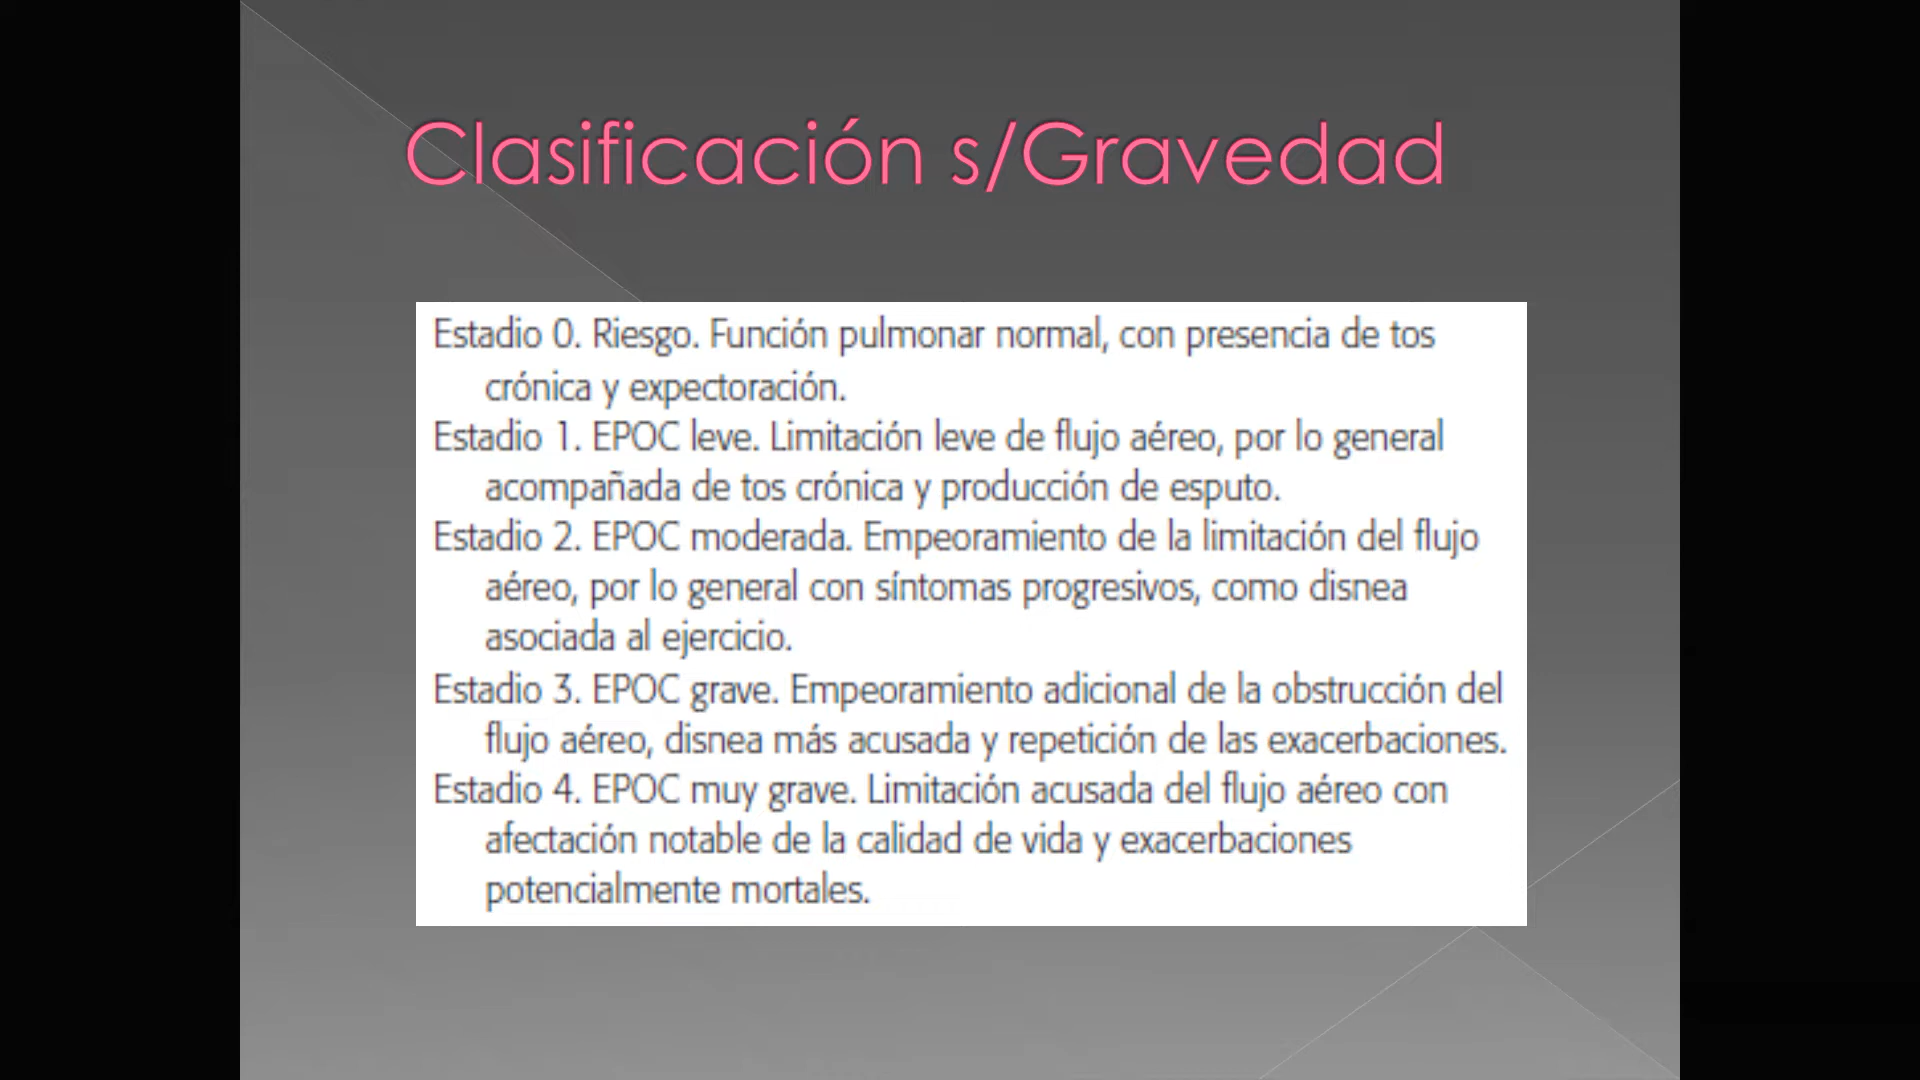 Clasificación s/Gravedad
Estadio 0. Riesgo. Función pulmonar normal, con presencia de tos
crónica y expectoración.
Estadio 1. EPOC leve. Limitación leve de flujo aéreo, por lo general
acompañada de tos crónica y producción de esputo.
Estadio 2. EPOC moderada. Empeoramiento de la limitación del flujo
aéreo, por lo general con síntomas progresivos, como disnea
asociada al ejercicio.
Estadio 3. EPOC grave. Empeoramiento adicional de la obstrucción del
flujo aéreo, disnea más acusada y repetición de las exacerbaciones.
Estadio 4. EPOC muy grave. Limitación acusada del flujo aéreo con
afectación notable de la calidad de vida y exacerbaciones
potencialmente mortales.